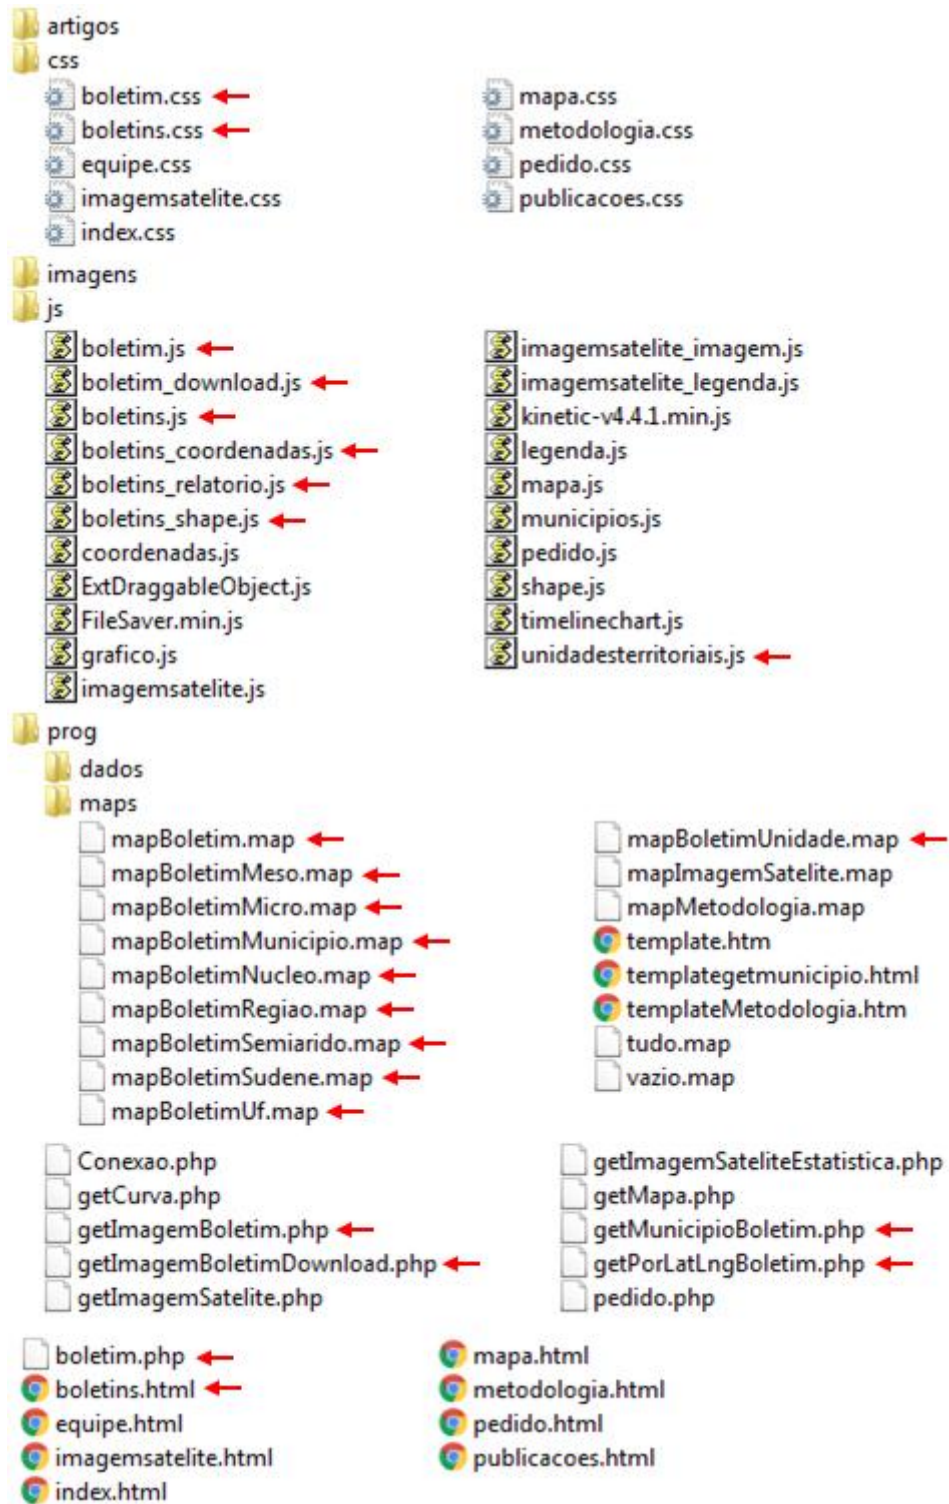 artigos
css
boletim.css
boletins.css
equipe.css
imagemsatelite.css
index.css
mapa.css
metodologia.css
pedido.css
publicacoes.css
imagens
js
boletim.js
boletim_download.js
boletins.js
boletins_coordenadas.js
boletins_relatorio.js
boletins_shape.js
coordenadas.js
ExtDraggableObject.js
FileSaver.min.js
grafico.js
imagemsatelite.js
imagemsatelite_imagem.js
imagemsatelite_legenda.js
kinetic-v4.4.1.min.js
legenda.js
mapa.js
municipios.js
pedido.js
shape.js
timelinechart.js
unidadesterritoriais.js
prog
dados
maps
mapBoletim.map
mapBoletimMeso.map
mapBoletimMicro.map
mapBoletimMunicipio.map
mapBoletimNucleo.map
mapBoletimRegiao.map
mapBoletimSemiarido.map
mapBoletimSudene.map
mapBoletimUf.map
mapBoletimUnidade.map
mapImagemSatelite.map
mapMetodologia.map
template.htm
templategetmunicipio.html
templateMetodologia.htm
tudo.map
vazio.map
Conexao.php
getCurva.php
getImagemBoletim.php
getImagemBoletimDownload.php
getImagemSatelite.php
getImagemSateliteEstatistica.php
getMapa.php
getMunicipioBoletim.php
getPorLatLngBoletim.php
pedido.php
boletim.php
boletins.html
equipe.html
imagemsatelite.html
index.html
mapa.html
metodologia.html
pedido.html
publicacoes.html